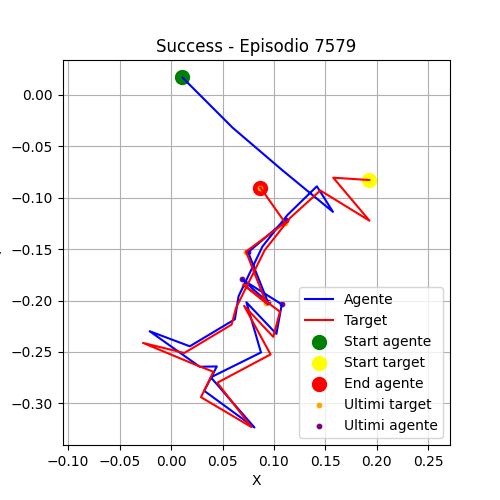 Success - Episodio 7579
0.00
−0.05
−0.10
−0.15
−0.20
−0.25
−0.30
Agente
Target
Start agente
Start target
End agente
Ultimi target
Ultimi agente
−0.10 −0.05 0.00 0.05 0.10 0.15 0.20 0.25
X